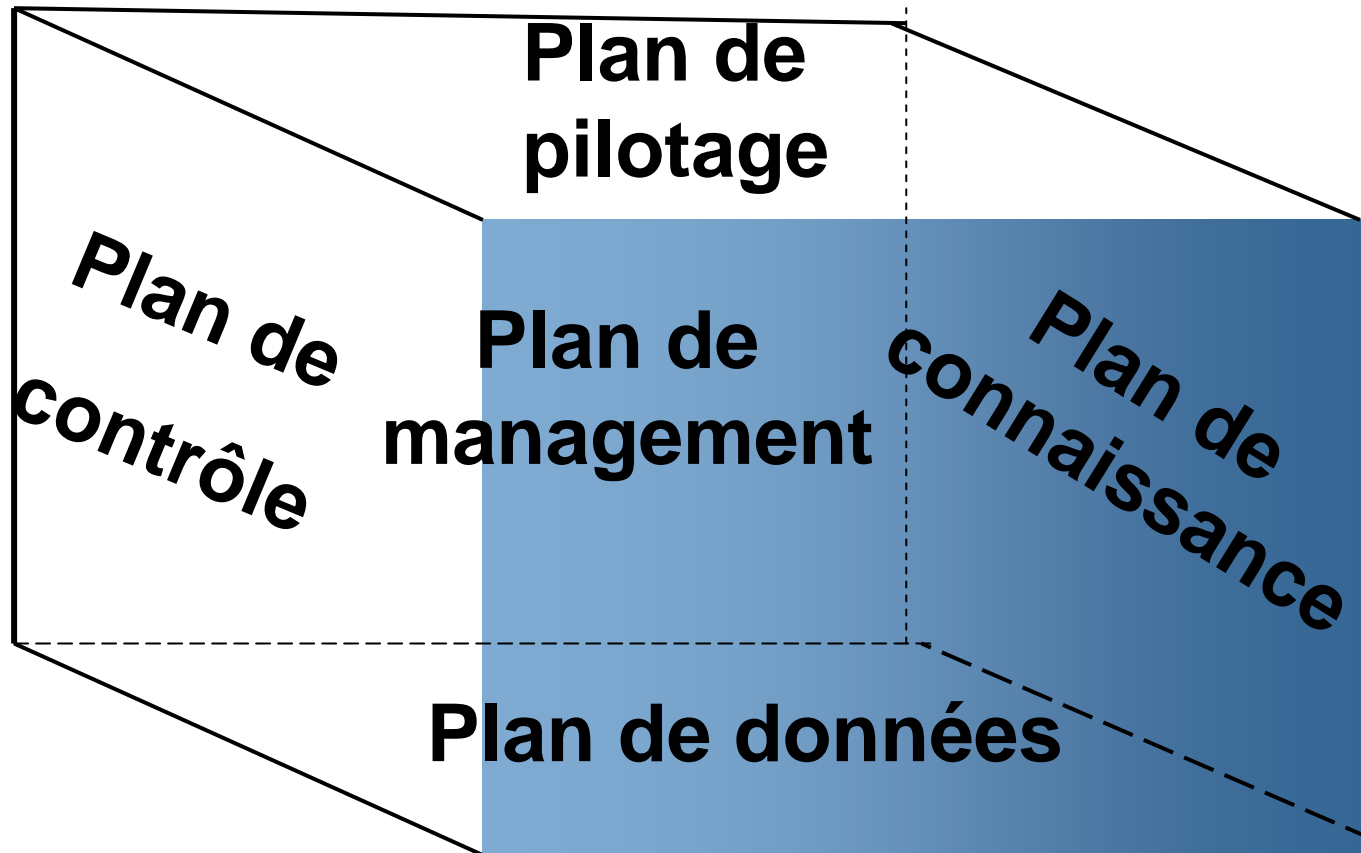 Plan de
pilotage
Plan de
contrôle
Plan de
management
Plan de
connaissance
Plan de données